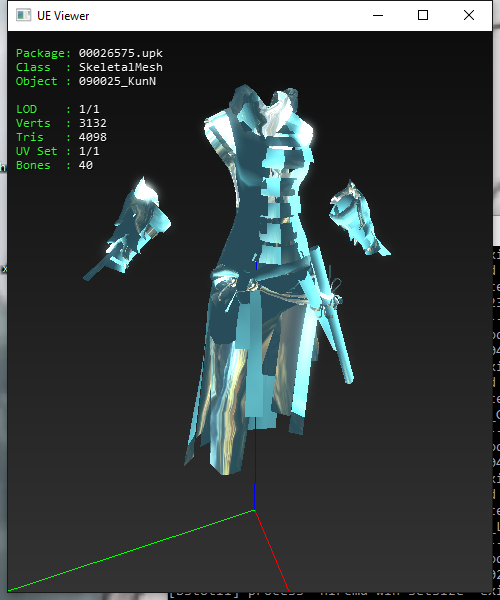 UE Viewer
Package: 00026575.upk
Class : SkeletalMesh
Object : 090025_KunN
LOD : 1/1
Verts : 3132
Tris : 4098
UV Set : 1/1
Bones : 40